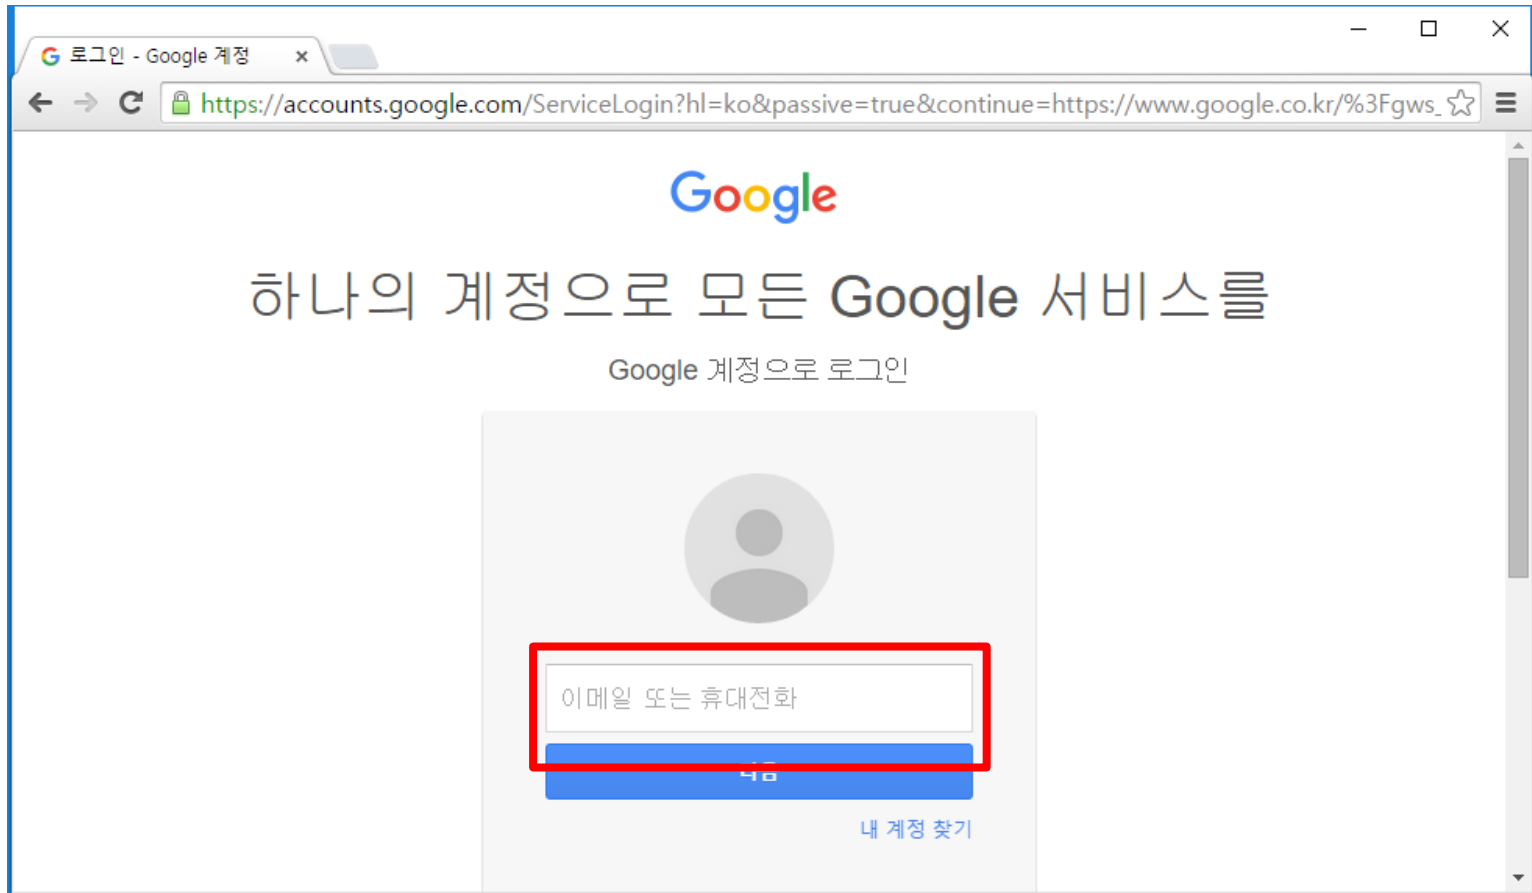 로그인 - Google 계정
https://accounts.google.com/ServiceLogin?hl=ko&passive=true&continue=https://www.google.co.kr/%3Fgws_
Google
하나의 계정으로 모든 Google 서비스를
Google 계정으로 로그인
이메일 또는 휴대전화
내 계정 찾기